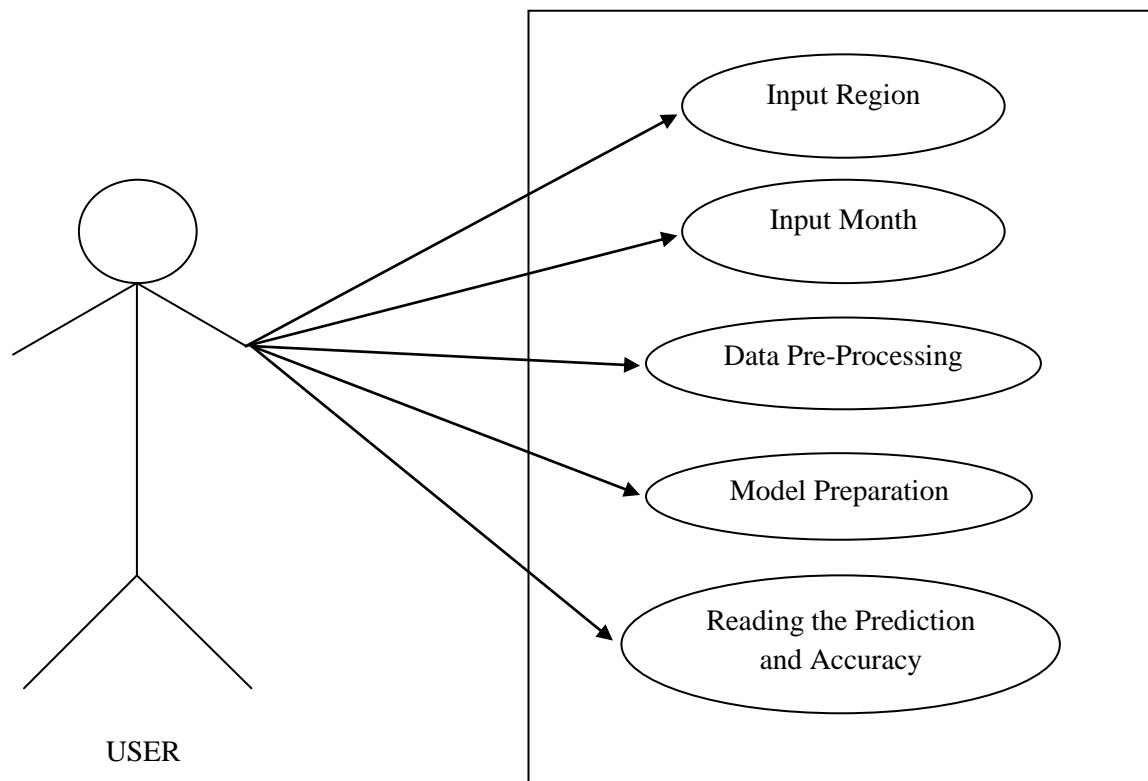 Input Region
Input Month
Data Pre-Processing
Model Preparation
Reading the Prediction
and Accuracy
USER